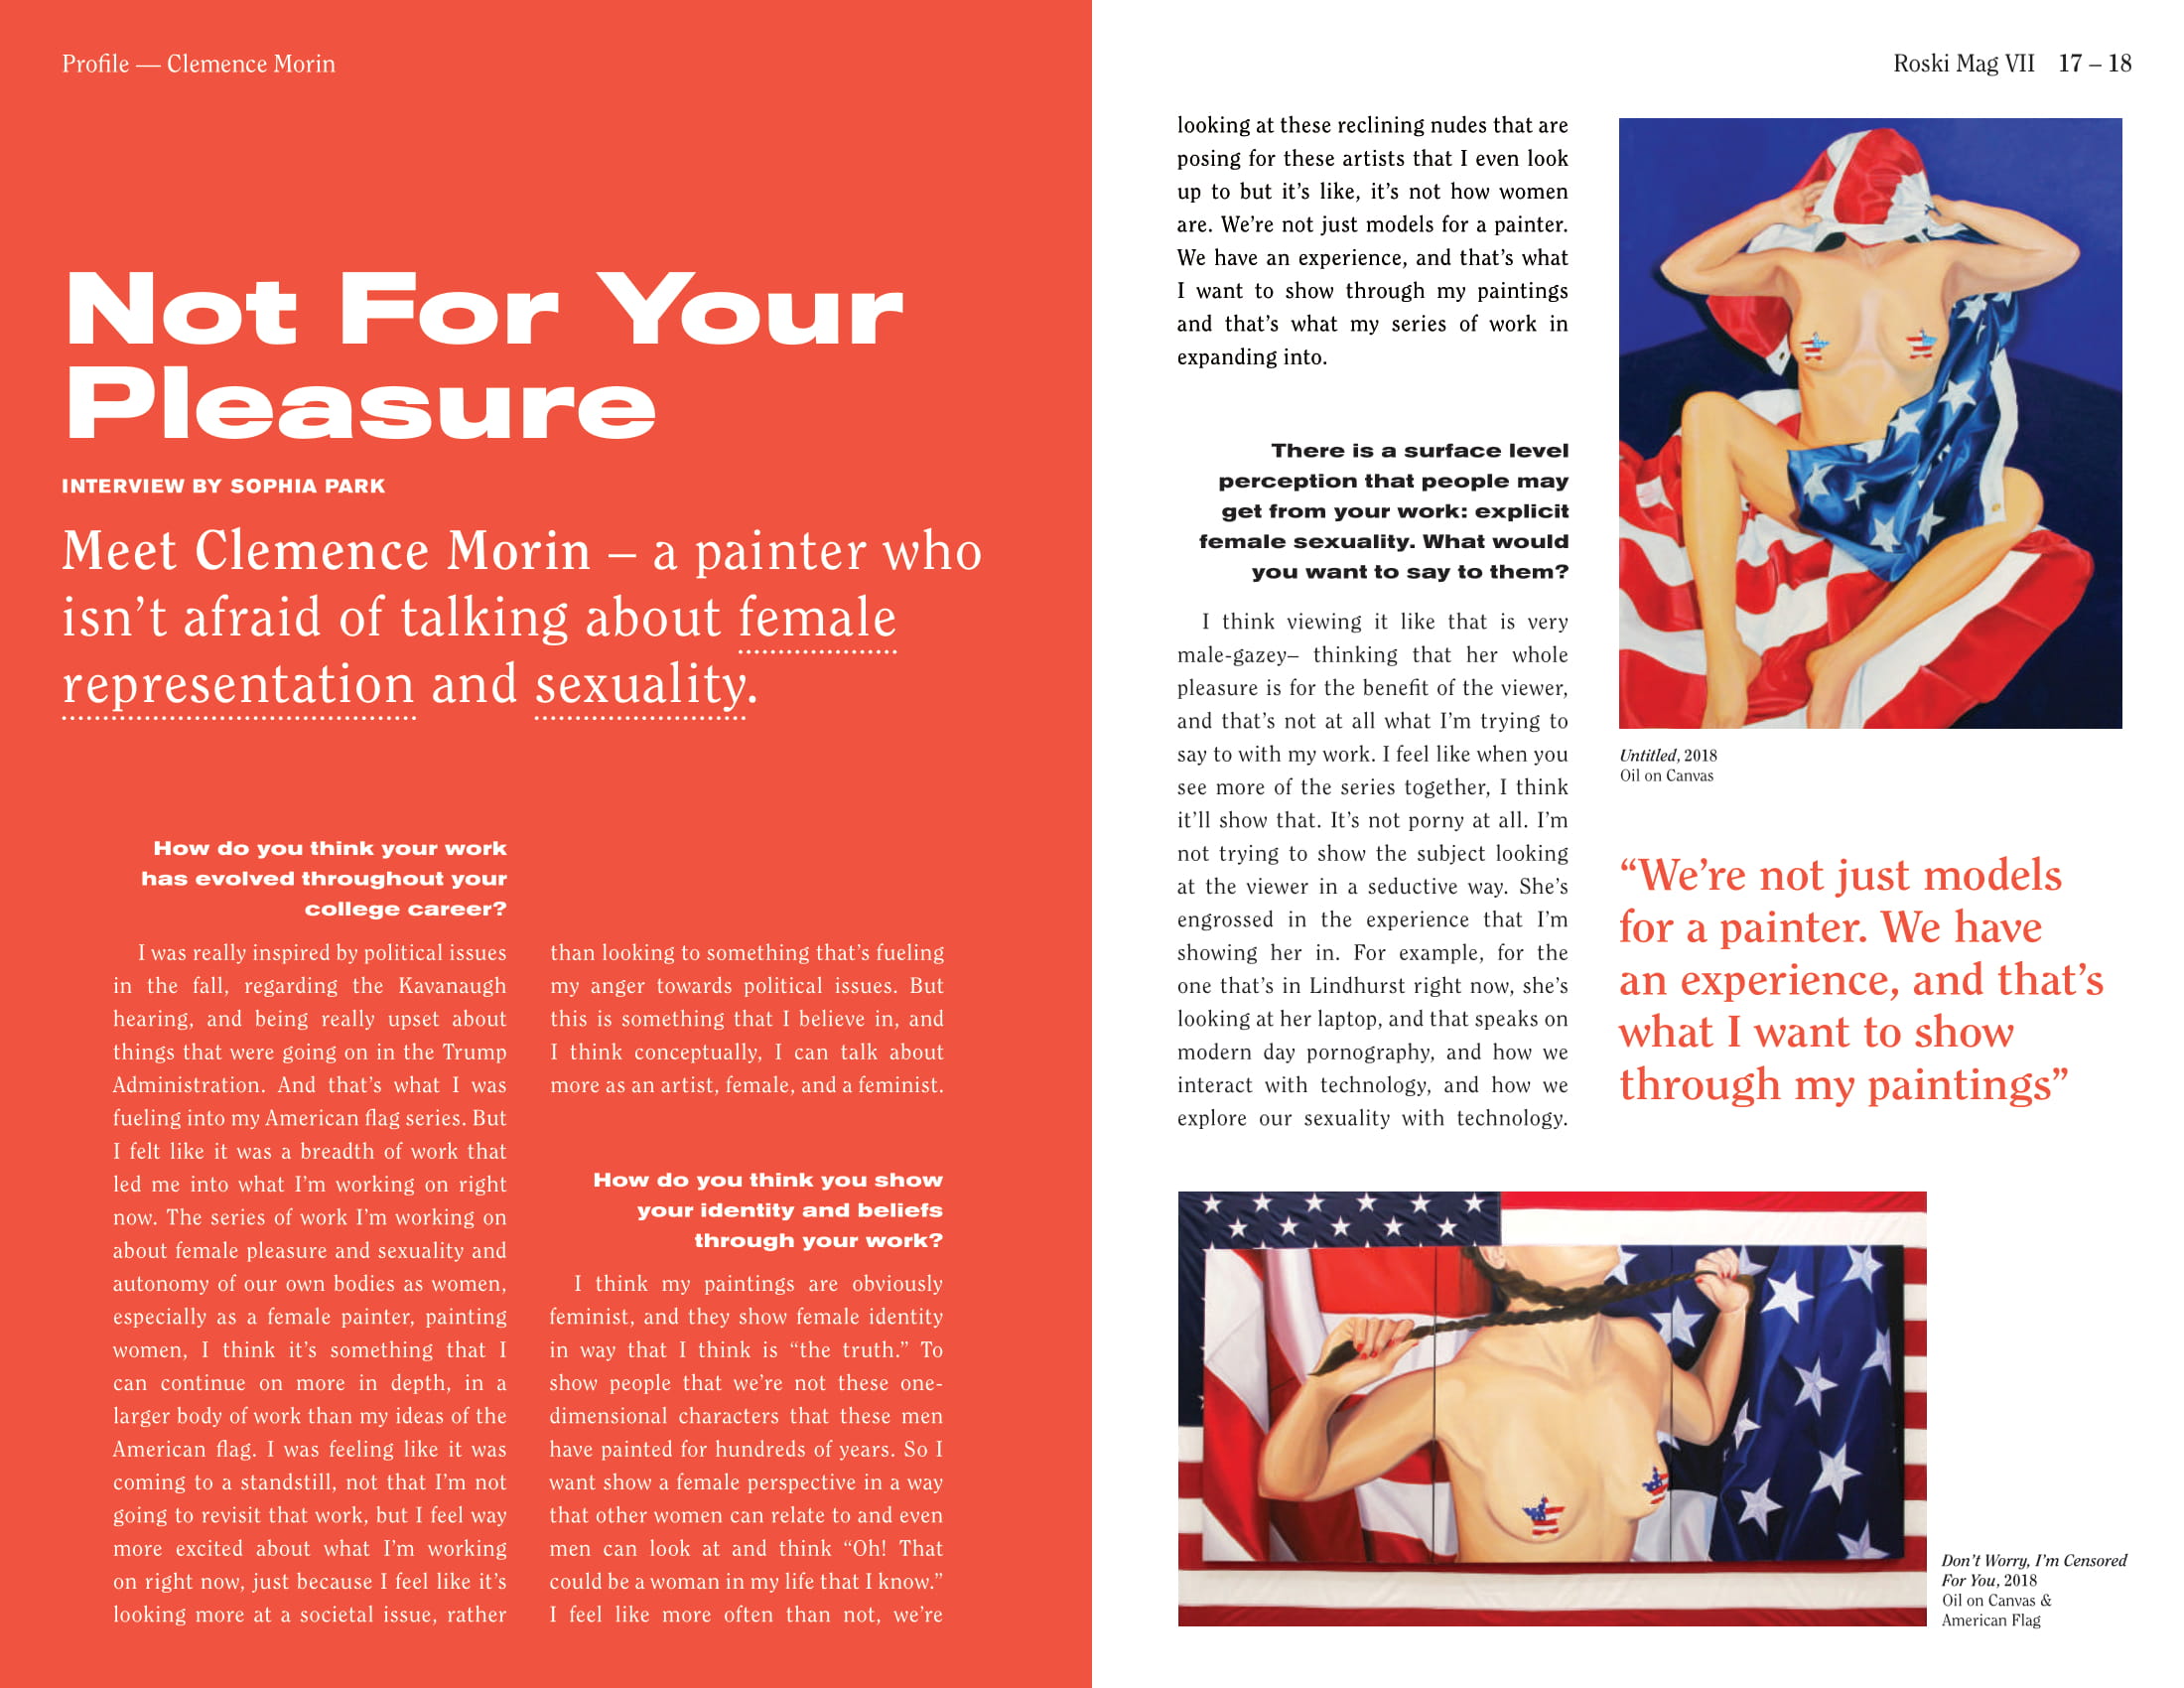 Profile — Clemence Morin
Not For Your
Pleasure
INTERVIEW BY SOPHIA PARK
Meet Clemence Morin – a painter who
isn’t afraid of talking about female
representation and sexuality.
How do you think your work
has evolved throughout your
college career?
I was really inspired by political issues
in the fall, regarding the Kavanaugh
hearing, and being really upset about
things that were going on in the Trump
Administration. And that’s what I was
fueling into my American flag series. But
I felt like it was a breadth of work that
led me into what I’m working on right
now. The series of work I’m working on
about female pleasure and sexuality and
autonomy of our own bodies as women,
especially as a female painter, painting
women, I think it’s something that I
can continue on more in depth, in a
larger body of work than my ideas of the
American flag. I was feeling like it was
coming to a standstill, not that I’m not
going to revisit that work, but I feel way
more excited about what I’m working
on right now, just because I feel like it’s
looking more at a societal issue, rather
than looking to something that’s fueling
my anger towards political issues. But
this is something that I believe in, and
I think conceptually, I can talk about
more as an artist, female, and a feminist.
How do you think you show
your identity and beliefs
through your work?
I think my paintings are obviously
feminist, and they show female identity
in way that I think is “the truth.” To
show people that we’re not these one-
dimensional characters that these men
have painted for hundreds of years. So I
want show a female perspective in a way
that other women can relate to and even
men can look at and think “Oh! That
could be a woman in my life that I know.”
I feel like more often than not, we’re
Roski Mag VII 17 – 18
looking at these reclining nudes that are
posing for these artists that I even look
up to but it’s like, it’s not how women
are. We’re not just models for a painter.
We have an experience, and that’s what
I want to show through my paintings
and that’s what my series of work in
expanding into.
There is a surface level
perception that people may
get from your work: explicit
female sexuality. What would
you want to say to them?
I think viewing it like that is very
male-gazey– thinking that her whole
pleasure is for the benefit of the viewer,
and that’s not at all what I’m trying to
say to with my work. I feel like when you
see more of the series together, I think
it’ll show that. It’s not porny at all. I’m
not trying to show the subject looking
at the viewer in a seductive way. She’s
engrossed in the experience that I’m
showing her in. For example, for the
one that’s in Lindhurst right now, she’s
looking at her laptop, and that speaks on
modern day pornography, and how we
interact with technology, and how we
explore our sexuality with technology.
Untitled, 2018
Oil on Canvas
“We’re not just models
for a painter. We have
an experience, and that’s
what I want to show
through my paintings”
Don’t Worry, I’m Censored
For You, 2018
Oil on Canvas &
American Flag